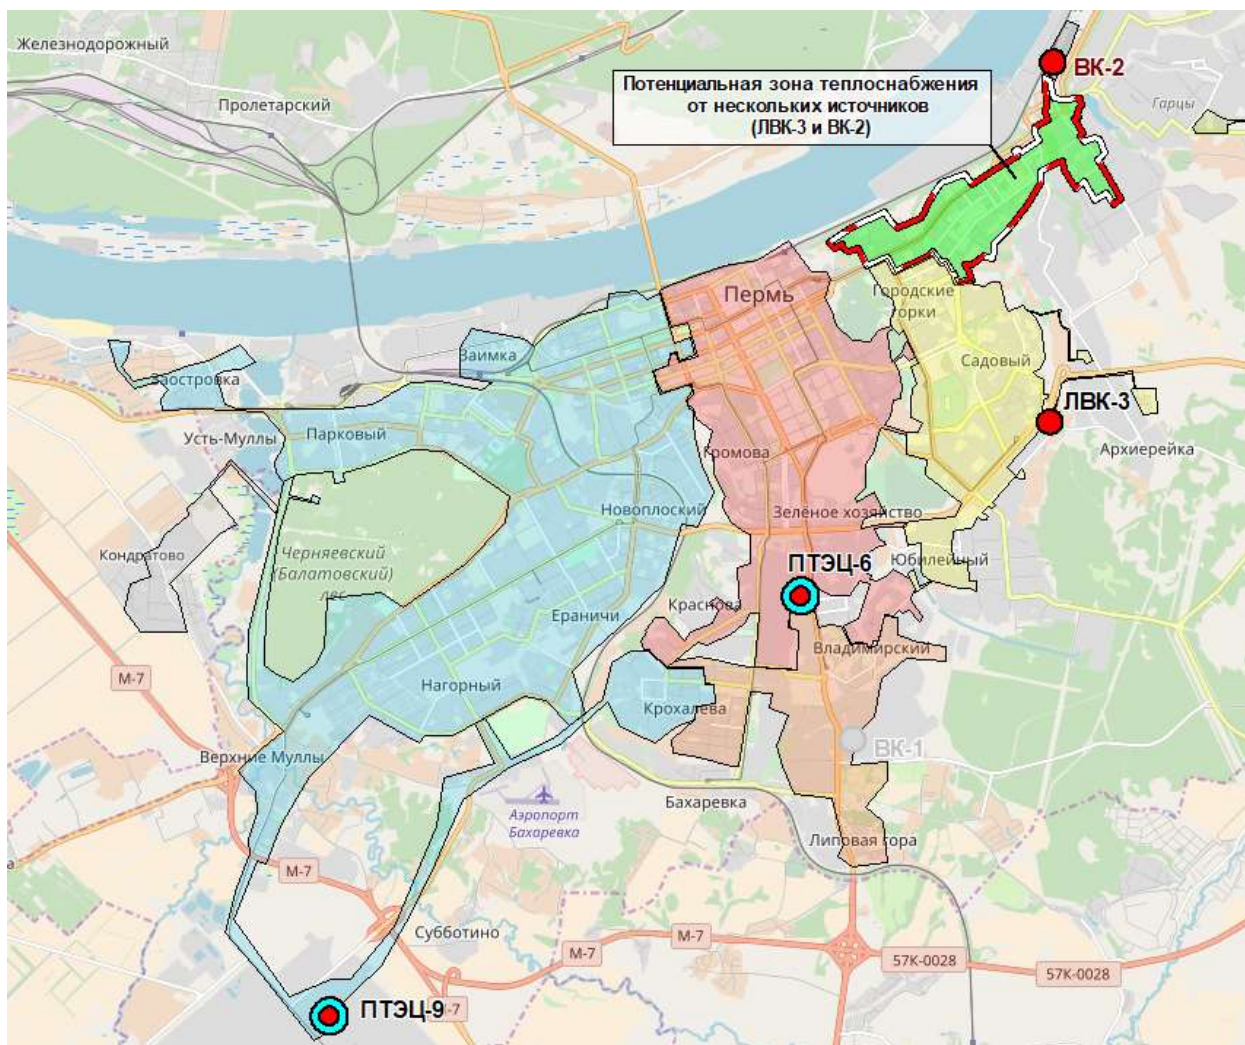 Железнодорожный
ВК-2
Потенциальная зона теплоснабжения
от нескольких источников
(ЛВК-3 и ВК-2)
Пролетарский
Гарцы
Пермь
Городские
горки
Заимка
Садовый
Заостровка
ЛВК-3
Парковый
Усть-Муллы
Громова
Архиерейка
Новоплоский
Зелёное хозяйство
Кондратово
Черняевский
(Балатовский)
лес
ПТЭЦ-6
Юбилейный
Ераничи
Краснова
Владимирский
М-7
Нагорный
Крохалева
ВК-1
Верхние Муллы
Бахаревка
Аэропорт
Бахаревка
Липовая гора
М-7
Субботино
М-7
М-7
57К-0028
57К-0028
ПТЭЦ-9
М-7